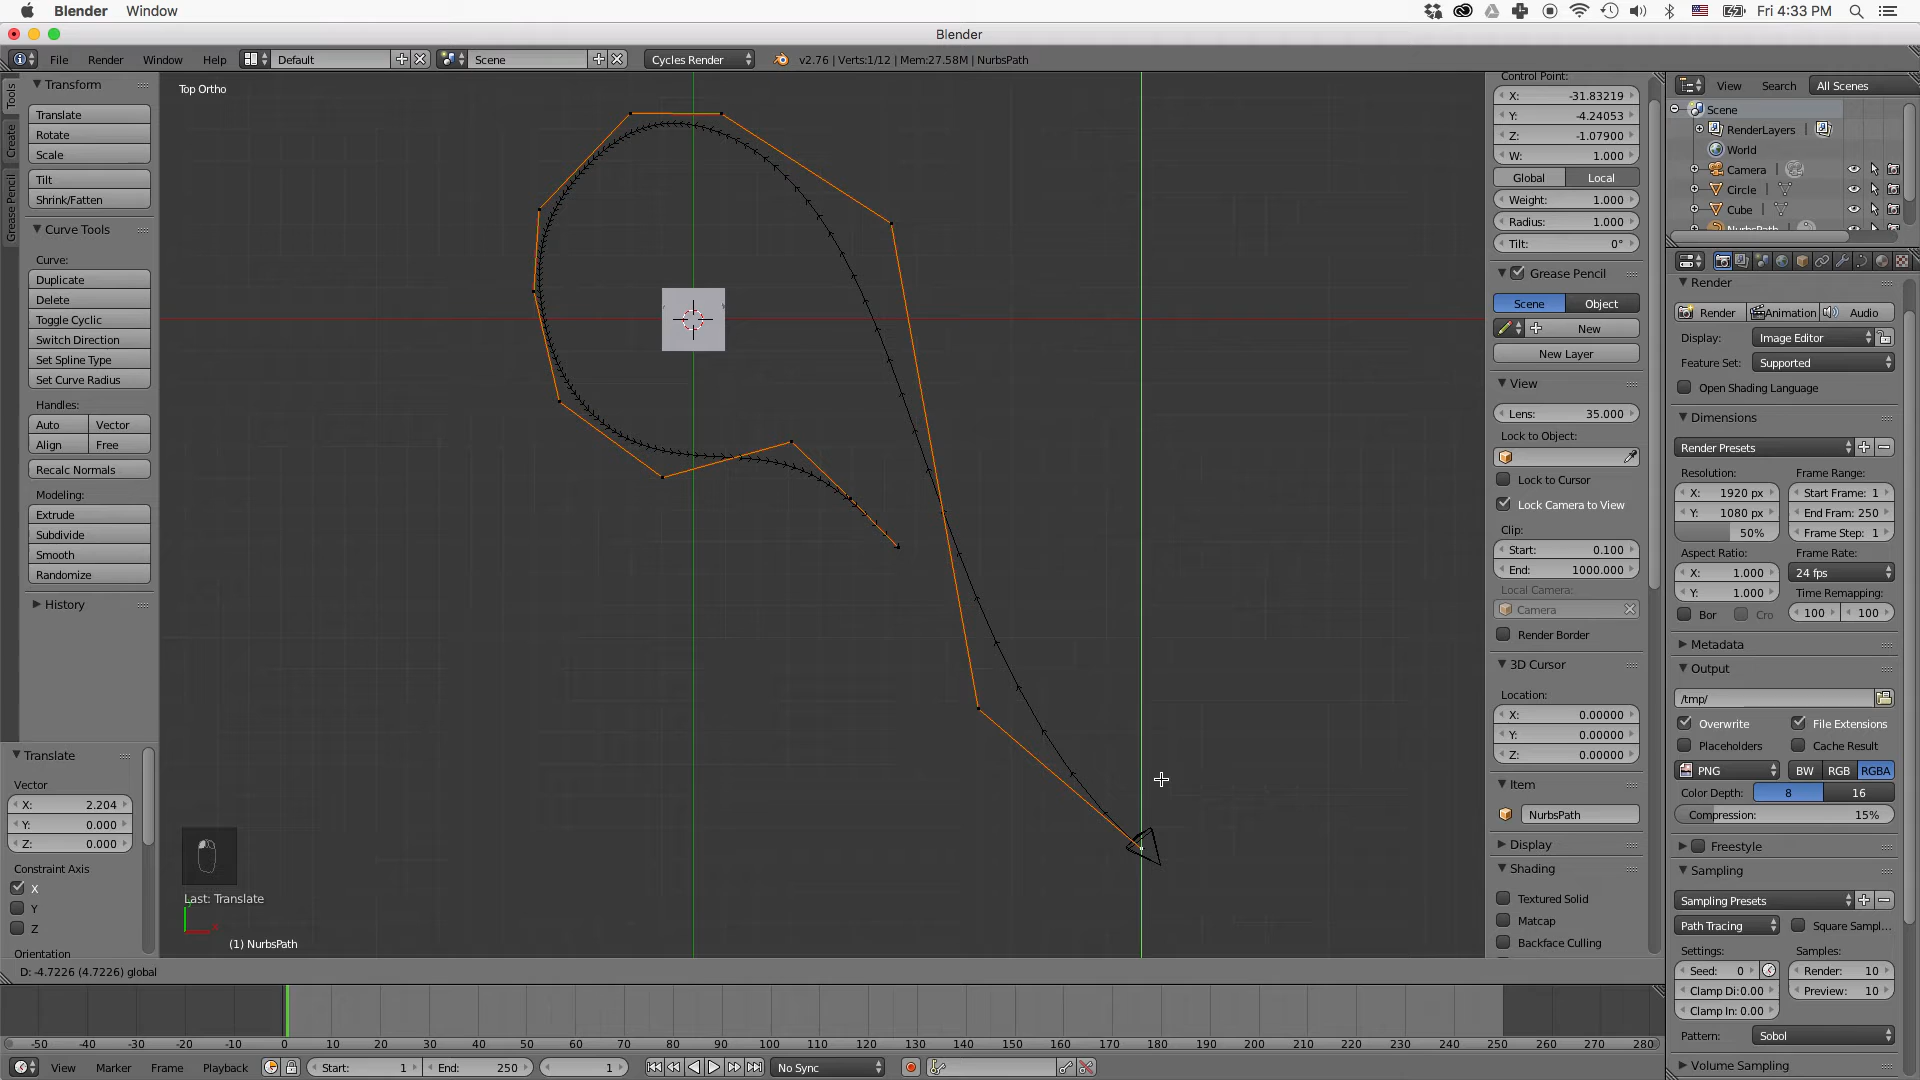 Blender Window Fri 4:33 PM
Blender
File Render Window Help Default Scene Cycles Render v2.76 | Verts:1/12 | Mem:27.58M | NurbsPath
Tools
Create
Grease Pencil
Transform
Translate
Rotate
Scale
Tilt
Shrink/Fatten
Curve Tools
Curve:
Duplicate
Delete
Toggle Cyclic
Switch Direction
Set Spline Type
Set Curve Radius
Handles:
Auto Vector
Align Free
Recalc Normals
Modeling:
Extrude
Subdivide
Smooth
Randomize
History
Translate
Vector
X: 2.204
Y: 0.000
Z: 0.000
Constraint Axis
X
Y
Z
Orientation
Top Ortho
Last: Translate
(1) NurbsPath
D: -4.7226 (4.7226) global
Control Point:
X: -31.83219
Y: -4.24053
Z: -1.07900
W: 1.000
Global Local
Weight: 1.000
Radius: 1.000
Tilt: 0°
Grease Pencil
Scene Object
New
New Layer
View
Lens: 35.000
Lock to Object:
Lock to Cursor
Lock Camera to View
Clip:
Start: 0.100
End: 1000.000
Local Camera:
Camera
Render Border
3D Cursor
Location:
X: 0.00000
Y: 0.00000
Z: 0.00000
Item
NurbsPath
Display
Shading
Textured Solid
Matcap
Backface Culling
View Search All Scenes
Scene
RenderLayers
World
Camera
Circle
Cube
NurbsPath
Render
Render Animation Audio
Display: Image Editor
Feature Set: Supported
Open Shading Language
Dimensions
Render Presets
Resolution: Frame Range:
X: 1920 px Start Frame: 1
Y: 1080 px End Fram: 250
50% Frame Step: 1
Aspect Ratio: Frame Rate:
X: 1.000 24 fps
Y: 1.000 Time Remapping:
Bor Cro 100 100
Metadata
Output
/tmp/
Overwrite File Extensions
Placeholders Cache Result
PNG BW RGB RGBA
Color Depth: 8 16
Compression: 15%
Freestyle
Sampling
Sampling Presets
Path Tracing Square Sampl...
Settings: Samples:
Seed: 0 Render: 10
Clamp Di:0.00 Preview: 10
Clamp In: 0.00
Pattern: Sobol
Volume Sampling
-50 -40 -30 -20 -10 0 10 20 30 40 50 60 70 80 90 100 110 120 130 140 150 160 170 180 190 200 210 220 230 240 250 260 270 280
View Marker Frame Playback Start: 1 End: 250 1 No Sync